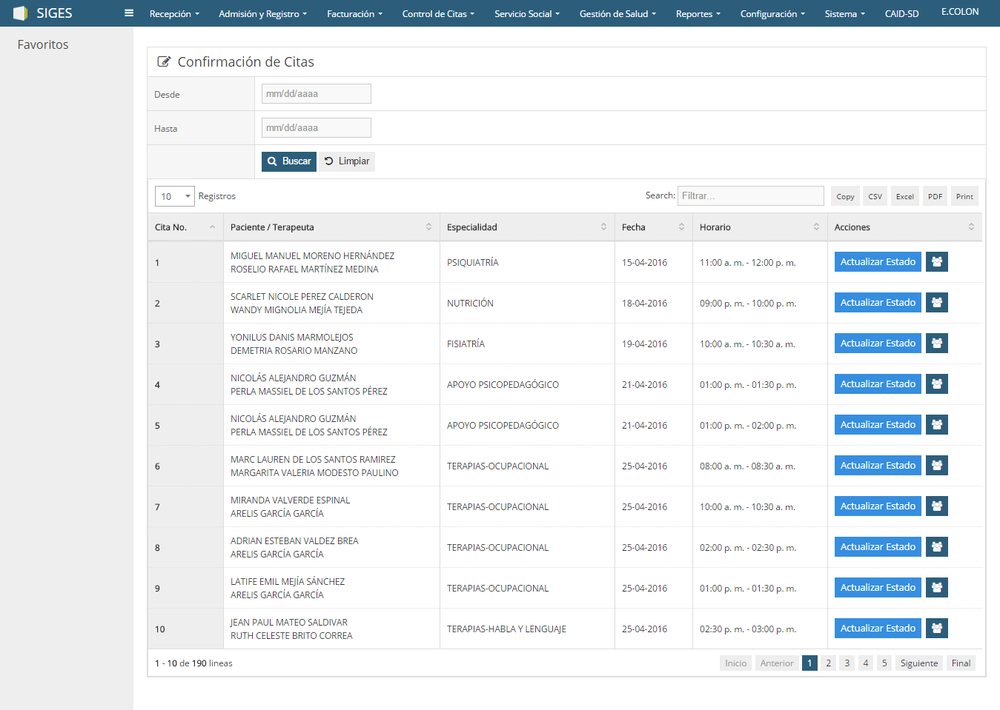 SIGES
Recepción
Admisión y Registro
Facturación
Control de Citas
Servicio Social
Gestión de Salud
Reportes
Configuración
Sistema
CAID-SD
E.COLON
Favoritos
Confirmación de Citas
Desde
mm/dd/aaaa
Hasta
mm/dd/aaaa
Buscar
Limpiar
10
Registros
Search:
Filtrar...
Copy
CSV
Excel
PDF
Print
Cita No.
Paciente / Terapeuta
Especialidad
Fecha
Horario
Acciones
1
MIGUEL MANUEL MORENO HERNÁNDEZ
ROSELIO RAFAEL MARTÍNEZ MEDINA
PSIQUIATRÍA
15-04-2016
11:00 a. m. - 12:00 p. m.
Actualizar Estado
2
SCARLET NICOLE PEREZ CALDERON
WANDY MIGNOLIA MEJÍA TEJEDA
NUTRICIÓN
18-04-2016
09:00 p. m. - 10:00 p. m.
Actualizar Estado
3
YONILUS DANIS MARMOLEJOS
DEMETRIA ROSARIO MANZANO
FISIATRÍA
19-04-2016
10:00 a. m. - 10:30 a. m.
Actualizar Estado
4
NICOLÁS ALEJANDRO GUZMÁN
PERLA MASSIEL DE LOS SANTOS PÉREZ
APOYO PSICOPEDAGÓGICO
21-04-2016
01:00 p. m. - 01:30 p. m.
Actualizar Estado
5
NICOLÁS ALEJANDRO GUZMÁN
PERLA MASSIEL DE LOS SANTOS PÉREZ
APOYO PSICOPEDAGÓGICO
21-04-2016
01:00 p. m. - 02:00 p. m.
Actualizar Estado
6
MARC LAUREN DE LOS SANTOS RAMIREZ
MARGARITA VALERIA MODESTO PAULINO
TERAPIAS-OCUPACIONAL
25-04-2016
08:00 a. m. - 08:30 a. m.
Actualizar Estado
7
MIRANDA VALVERDE ESPINAL
ARELIS GARCÍA GARCÍA
TERAPIAS-OCUPACIONAL
25-04-2016
10:00 a. m. - 10:30 a. m.
Actualizar Estado
8
ADRIAN ESTEBAN VALDEZ BREA
ARELIS GARCÍA GARCÍA
TERAPIAS-OCUPACIONAL
25-04-2016
02:00 p. m. - 02:30 p. m.
Actualizar Estado
9
LATIFE EMIL MEJÍA SÁNCHEZ
ARELIS GARCÍA GARCÍA
TERAPIAS-OCUPACIONAL
25-04-2016
01:00 p. m. - 01:30 p. m.
Actualizar Estado
10
JEAN PAUL MATEO SALDIVAR
RUTH CELESTE BRITO CORREA
TERAPIAS-HABLA Y LENGUAJE
25-04-2016
02:30 p. m. - 03:00 p. m.
Actualizar Estado
1 - 10 de 190 lineas
Inicio
Anterior
1
2
3
4
5
Siguiente
Final